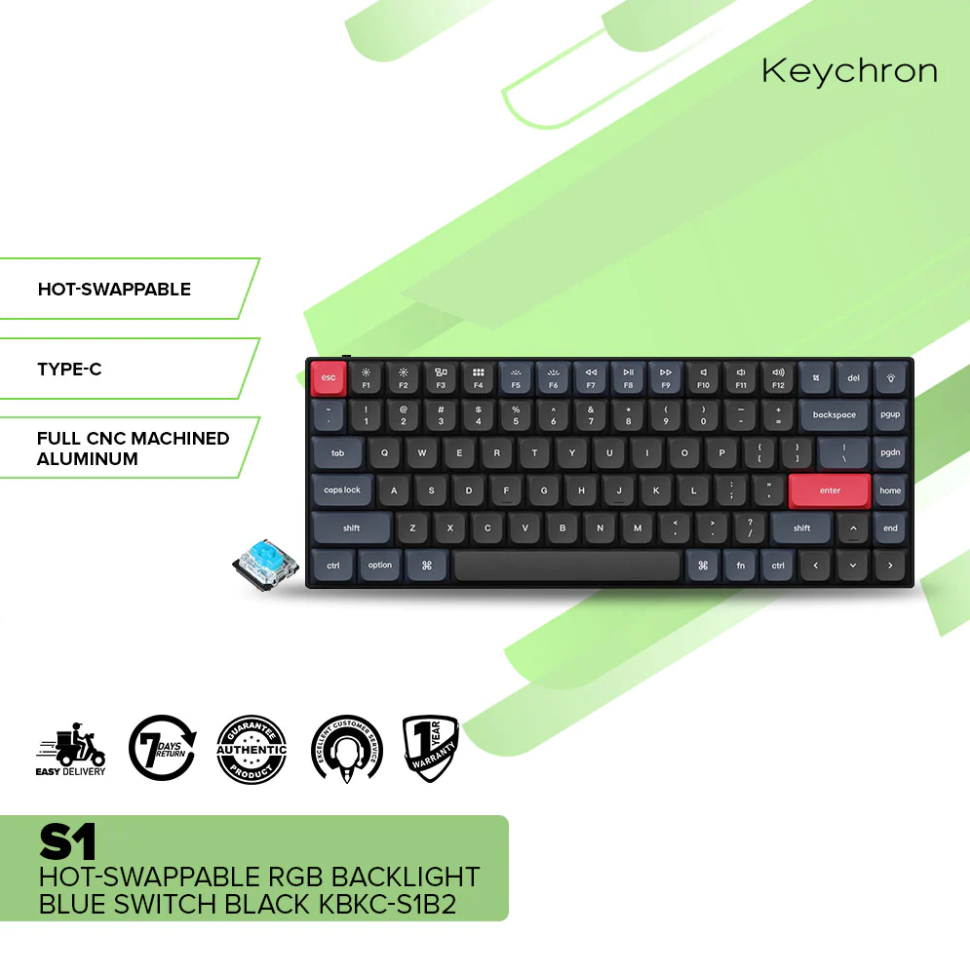 Keychron
HOT-SWAPPABLE
TYPE-C
FULL CNC MACHINED
ALUMINUM
esc F1 F2 F3 F4 F5 F6 F7 F8 F9 F10 F11 F12 del
~ ! @ # $ % ^ & * ( ) — +
1 2 3 4 5 6 7 8 9 0 - = backspace pgup
tab Q W E R T Y U I O P { [ } ] | \ pgdn
caps lock A S D F G H J K L : ; " ' enter home
shift Z X C V B N M < , > . ? / shift ^ end
ctrl option ⌘ ⌘ fn ctrl < ⌄ >
EASY DELIVERY
7 DAYS
RETURN
GUARANTEE
AUTHENTIC
PRODUCT
EXCELLENT CUSTOMER SERVICE
1 YEAR
WARRANTY
S1
HOT-SWAPPABLE RGB BACKLIGHT
BLUE SWITCH BLACK KBKC-S1B2